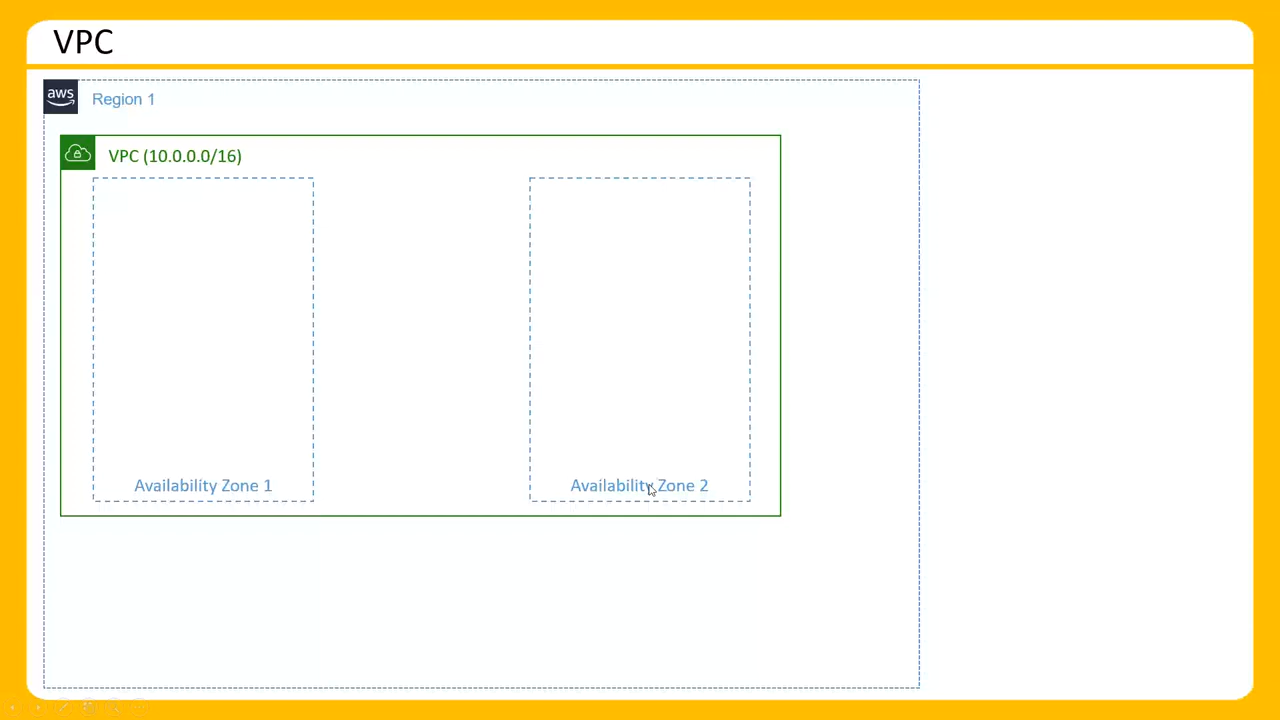 VPC
aws
Region 1
VPC (10.0.0.0/16)
Availability Zone 1
Availability Zone 2